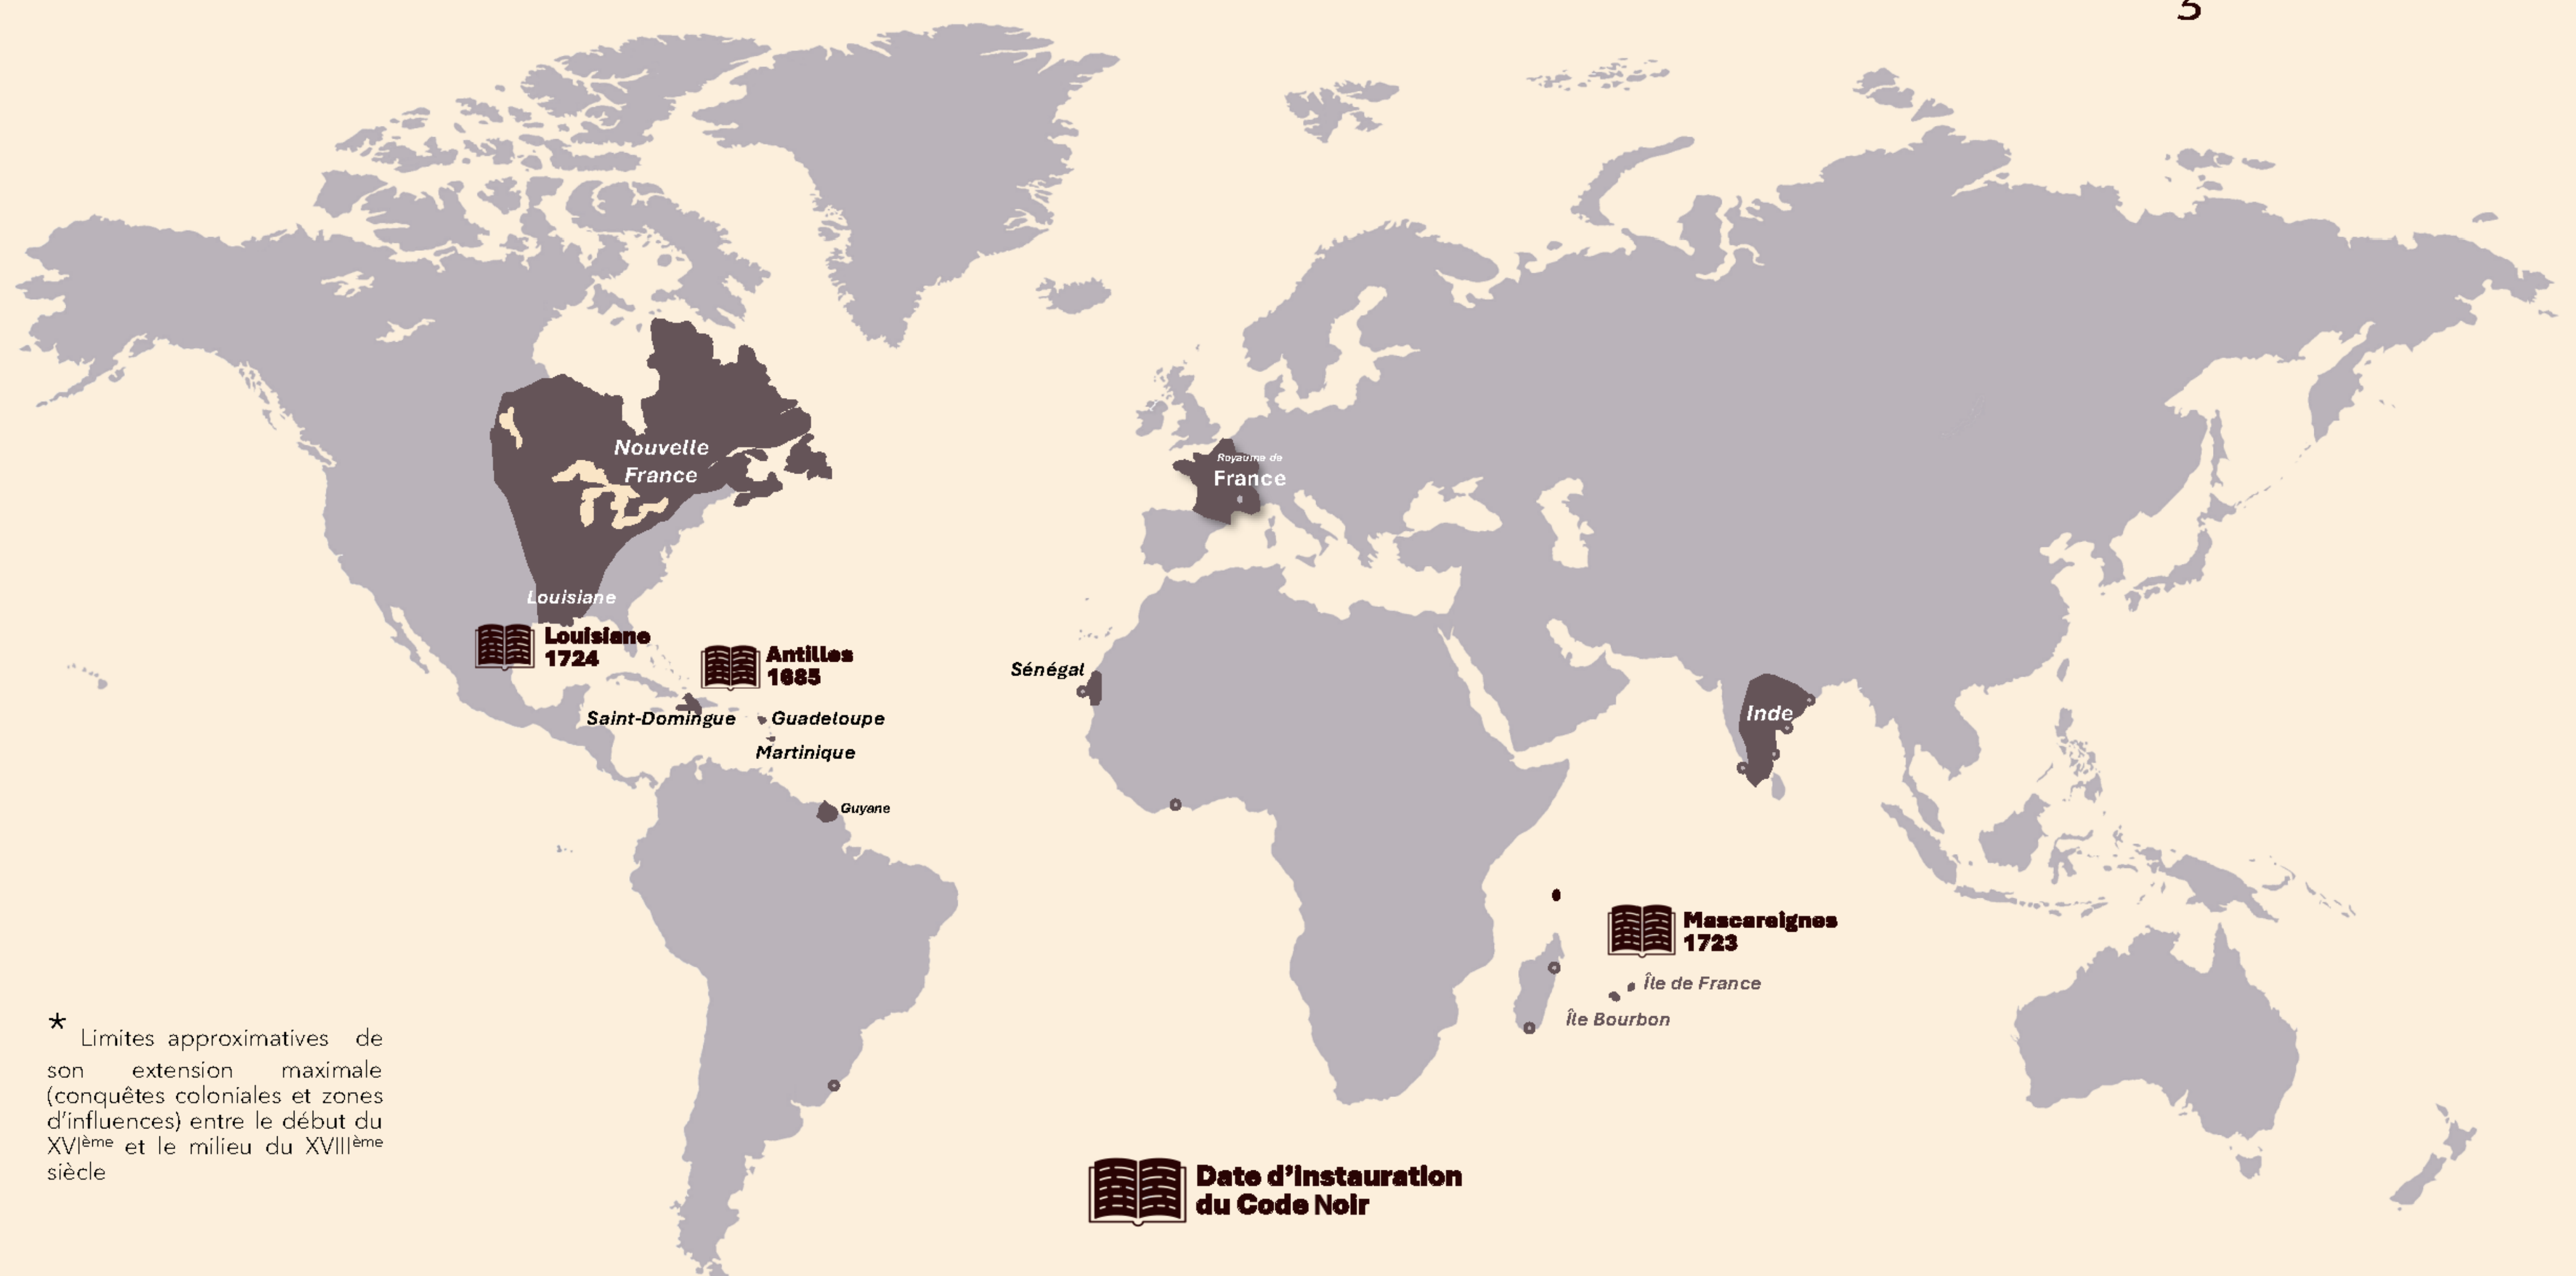 Nouvelle
France
Royaume de
France
Louisiane
Louisiane
1724
Antilles
1685
Saint-Domingue
Guadeloupe
Martinique
Guyane
Sénégal
Inde
Mascareignes
1723
Île de France
Île Bourbon
* Limites approximatives de
son extension maximale
(conquêtes coloniales et zones
d'influences) entre le début du
XVIème et le milieu du XVIIIème
siècle
Date d'instauration
du Code Noir